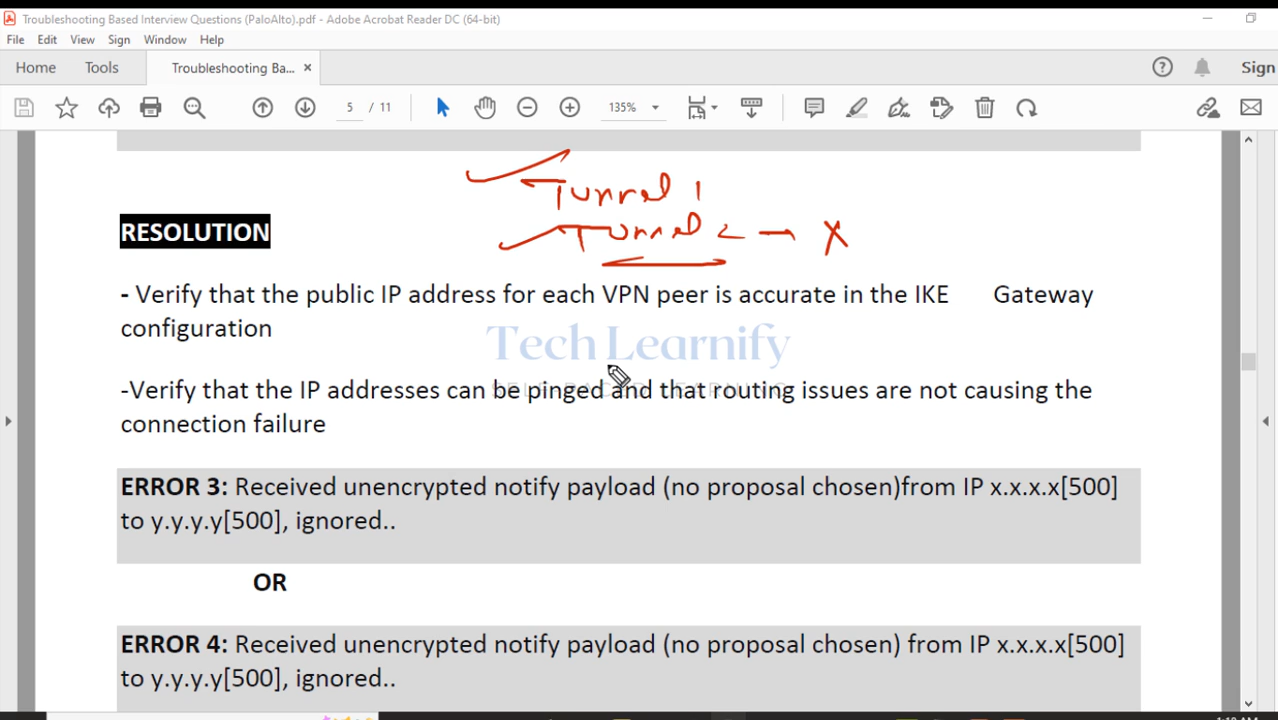 Troubleshooting Based Interview Questions (PaloAlto).pdf - Adobe Acrobat Reader DC (64-bit)
File Edit View Sign Window Help
Home Tools Troubleshooting Ba... × Sign
5 / 11 135%
Tunnel 1
Tunnel 2 → X
RESOLUTION
- Verify that the public IP address for each VPN peer is accurate in the IKE Gateway
configuration
Tech Learnify
-Verify that the IP addresses can be pinged and that routing issues are not causing the
SELF PACED LEARNING
connection failure
ERROR 3: Received unencrypted notify payload (no proposal chosen)from IP x.x.x.x[500]
to y.y.y.y[500], ignored..
OR
ERROR 4: Received unencrypted notify payload (no proposal chosen) from IP x.x.x.x[500]
to y.y.y.y[500], ignored..